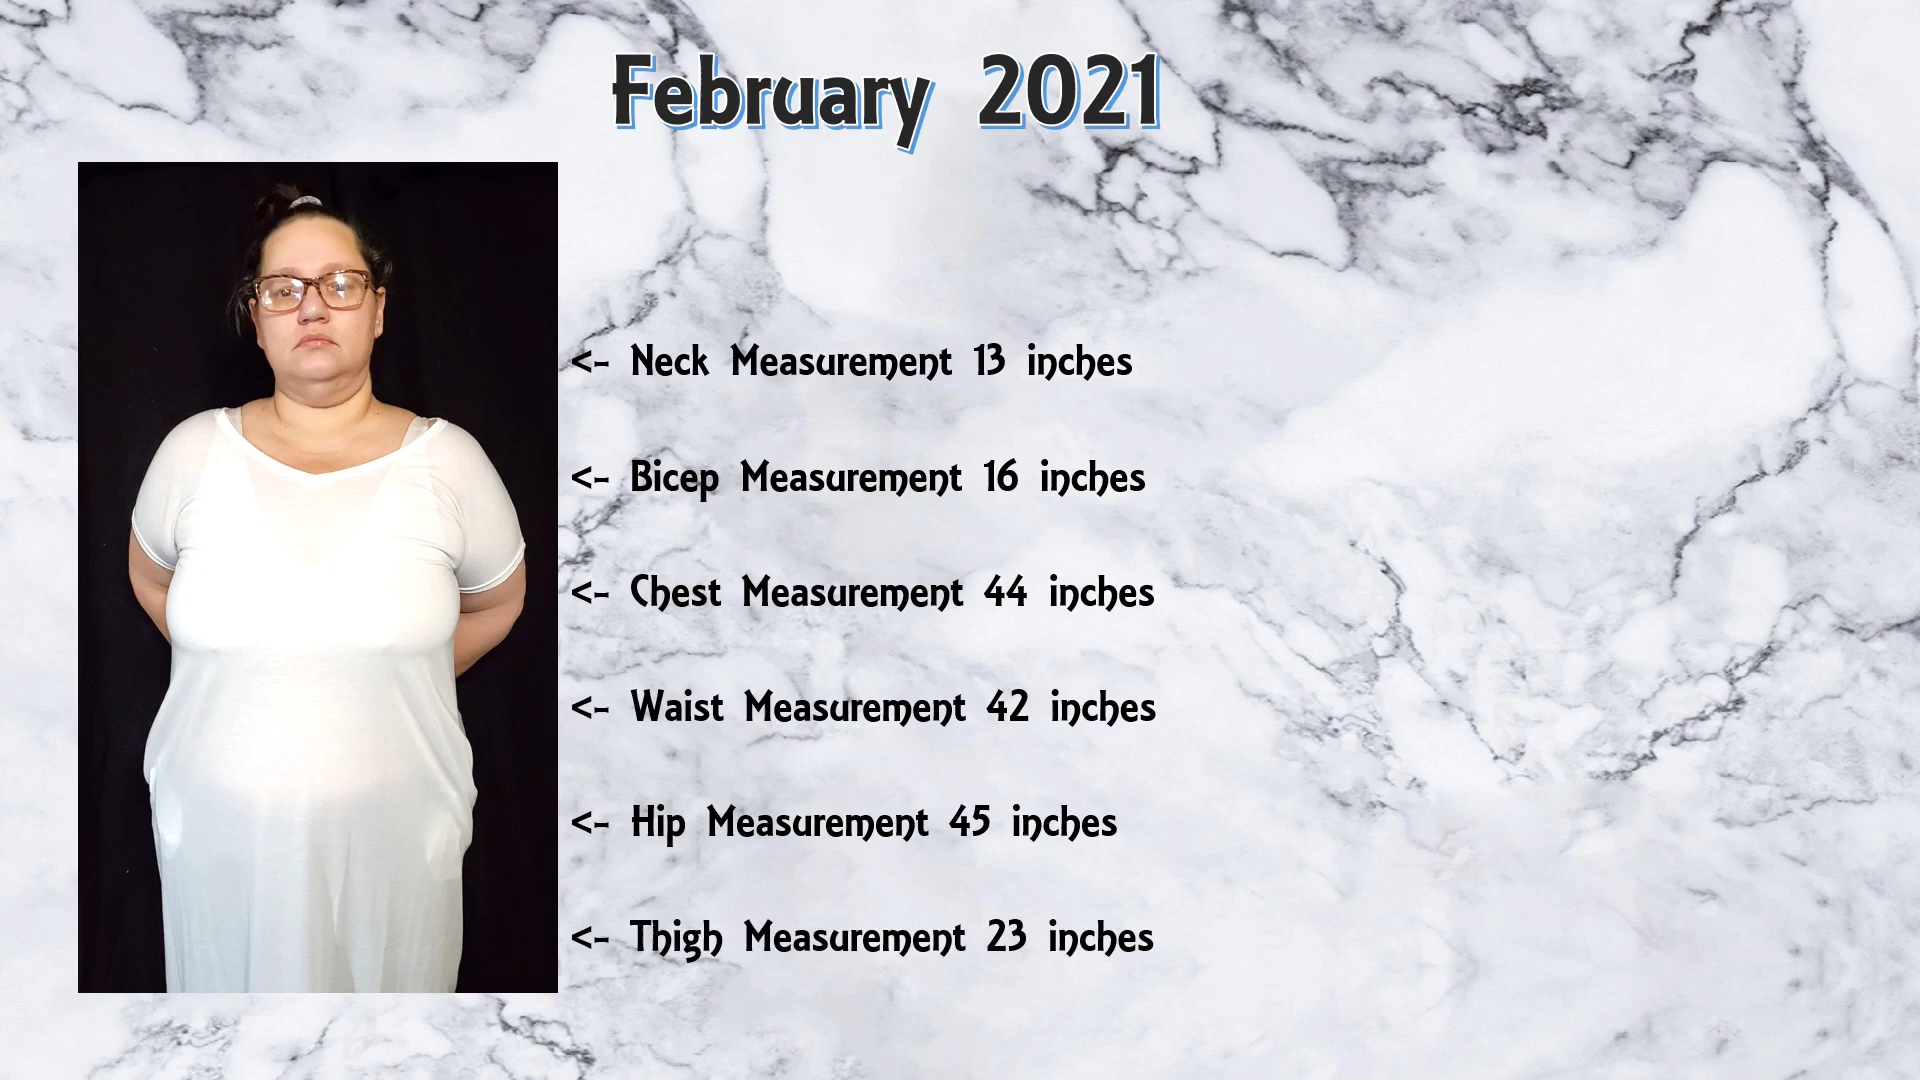 February 2021
<- Neck Measurement 13 inches
<- Bicep Measurement 16 inches
<- Chest Measurement 44 inches
<- Waist Measurement 42 inches
<- Hip Measurement 45 inches
<- Thigh Measurement 23 inches